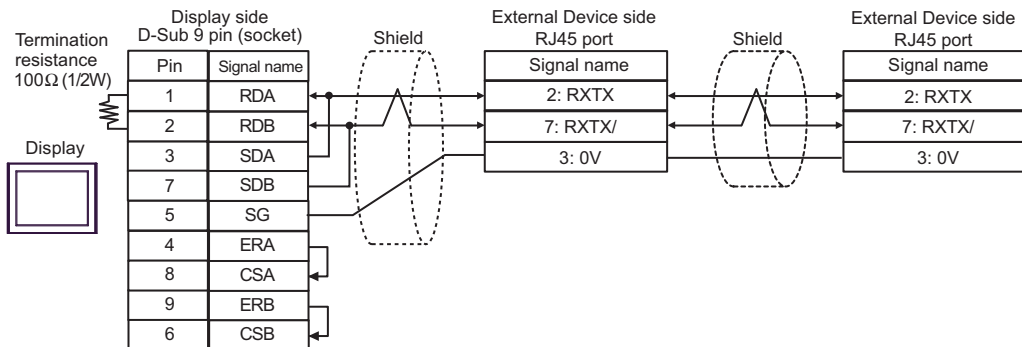 Display side
D-Sub 9 pin (socket)
Termination
resistance
100Ω (1/2W)
Display
Pin Signal name
1 RDA
2 RDB
3 SDA
7 SDB
5 SG
4 ERA
8 CSA
9 ERB
6 CSB
Shield
External Device side
RJ45 port
Signal name
2: RXTX
7: RXTX/
3: 0V
Shield
External Device side
RJ45 port
Signal name
2: RXTX
7: RXTX/
3: 0V